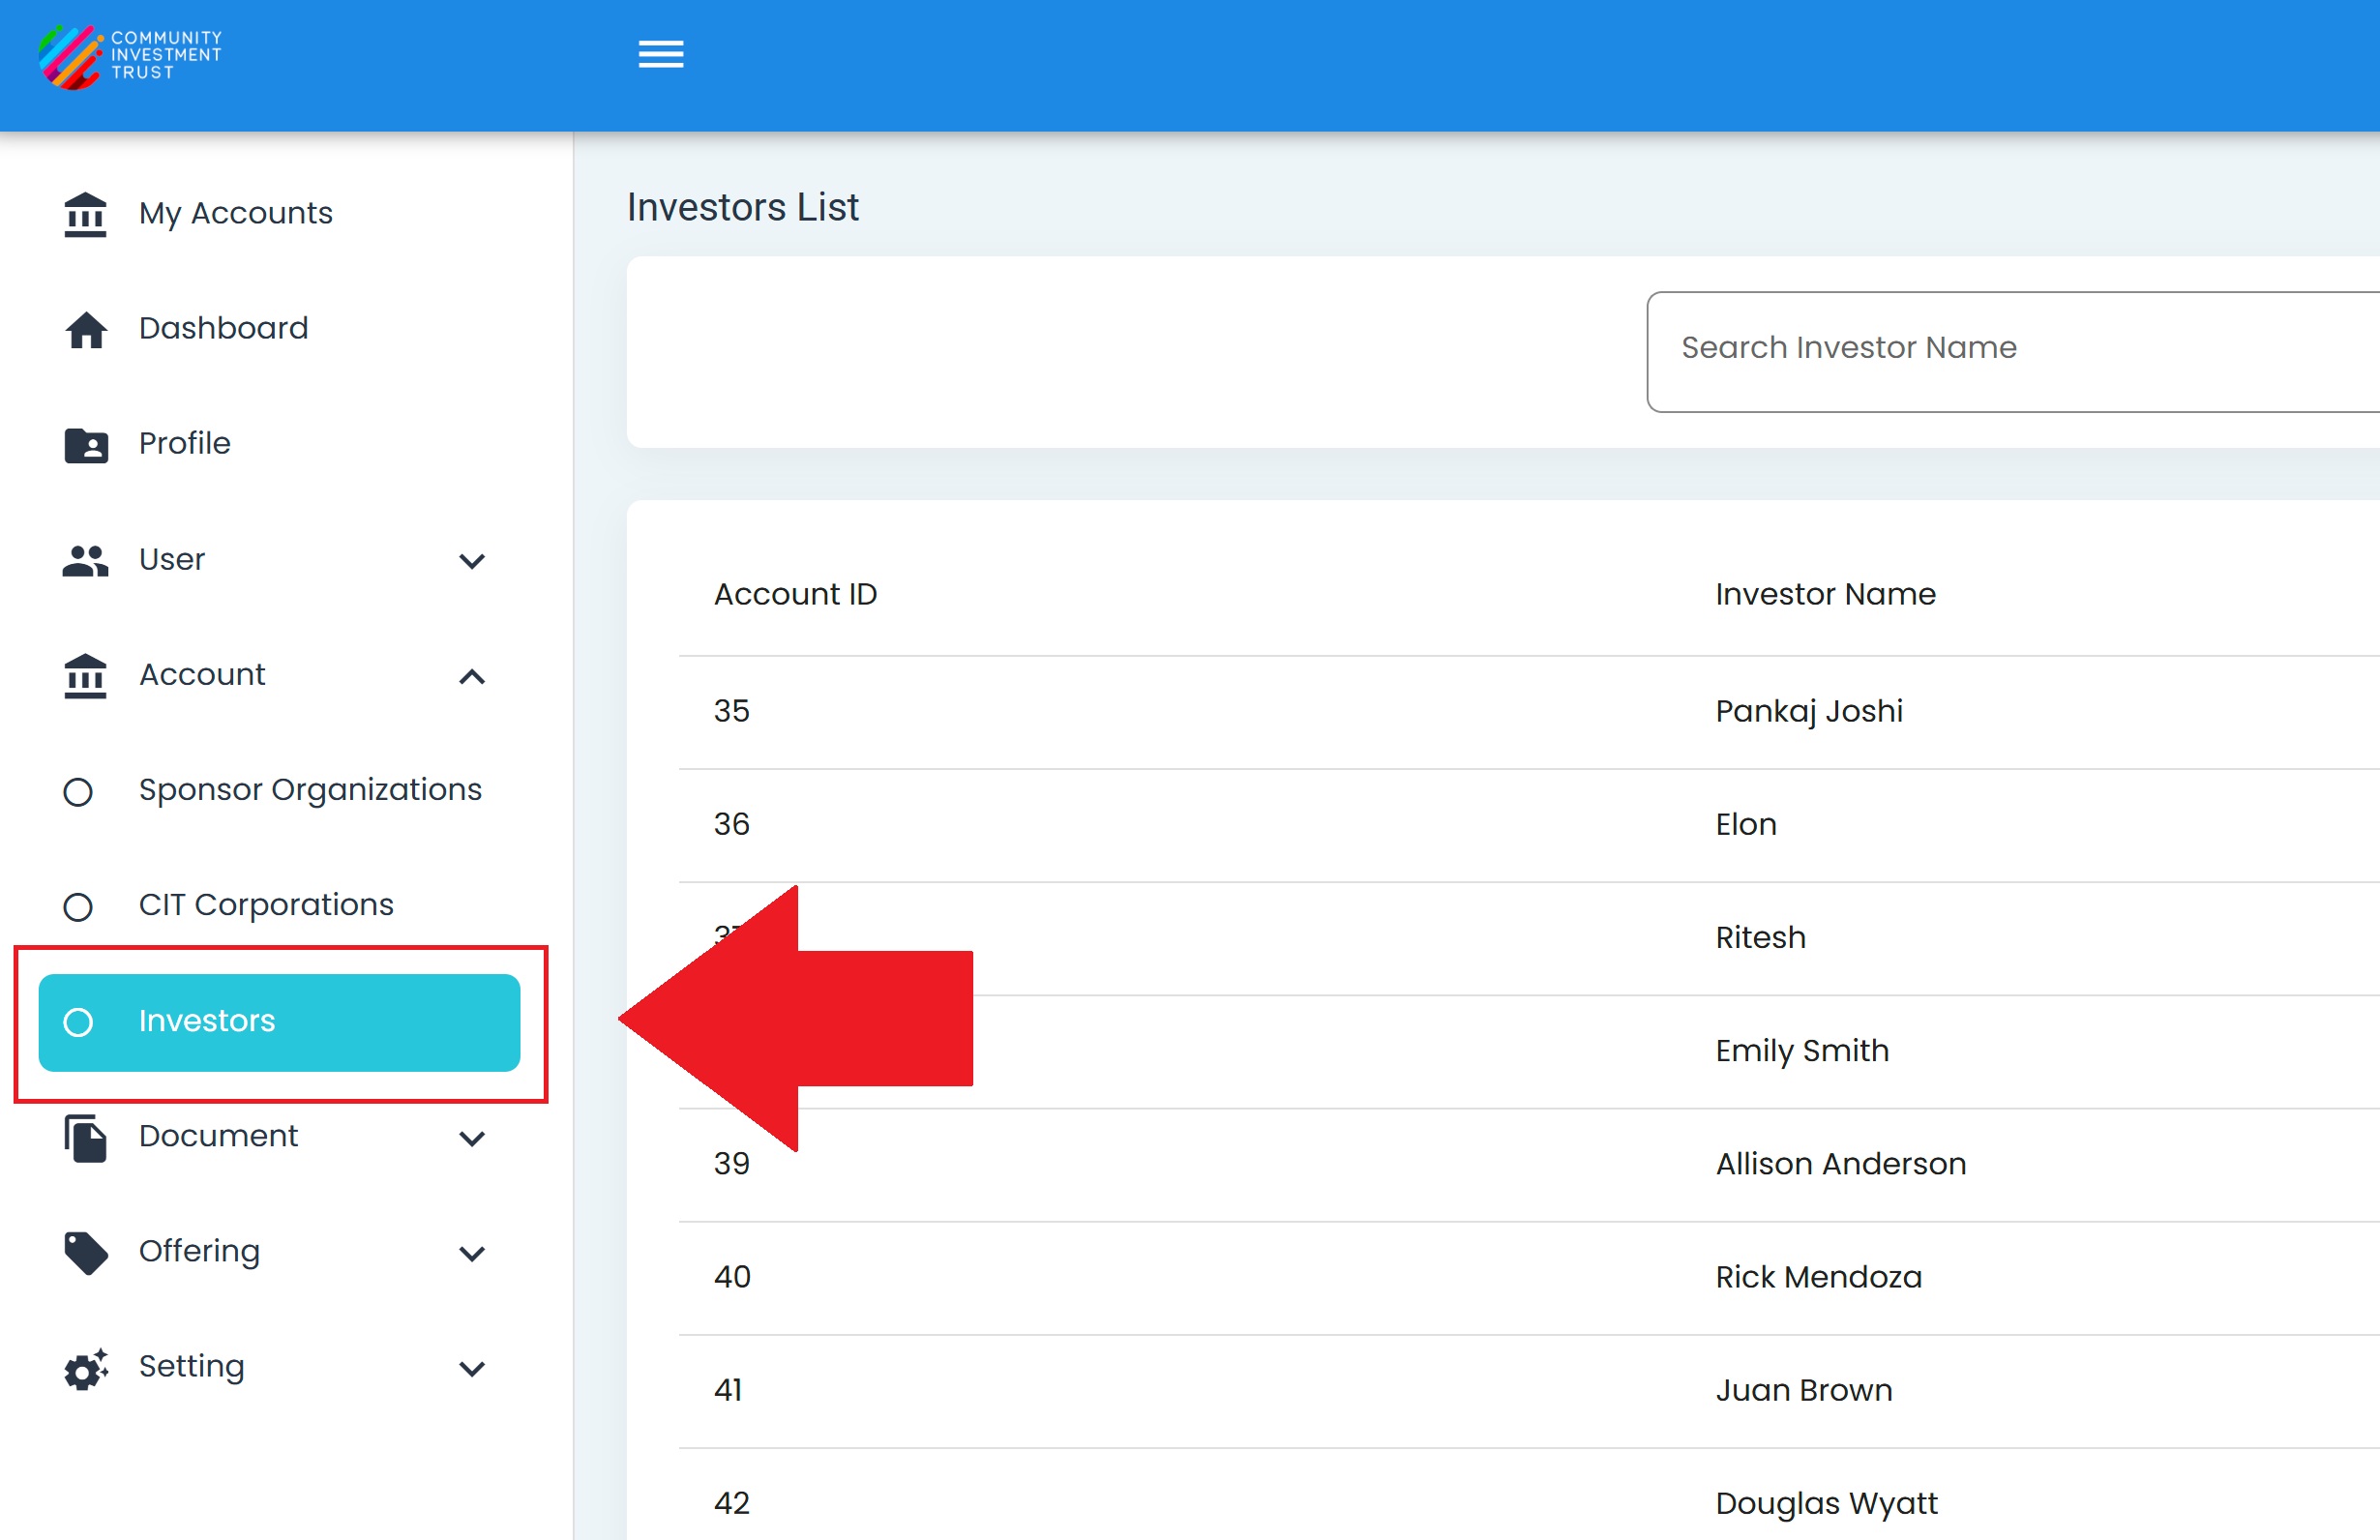 COMMUNITY
INVESTMENT
TRUST
My Accounts
Dashboard
Profile
User
Account
Sponsor Organizations
CIT Corporations
Investors
Document
Offering
Setting
Investors List
Search Investor Name
Account ID Investor Name
35 Pankaj Joshi
36 Elon
Ritesh
Emily Smith
39 Allison Anderson
40 Rick Mendoza
41 Juan Brown
42 Douglas Wyatt